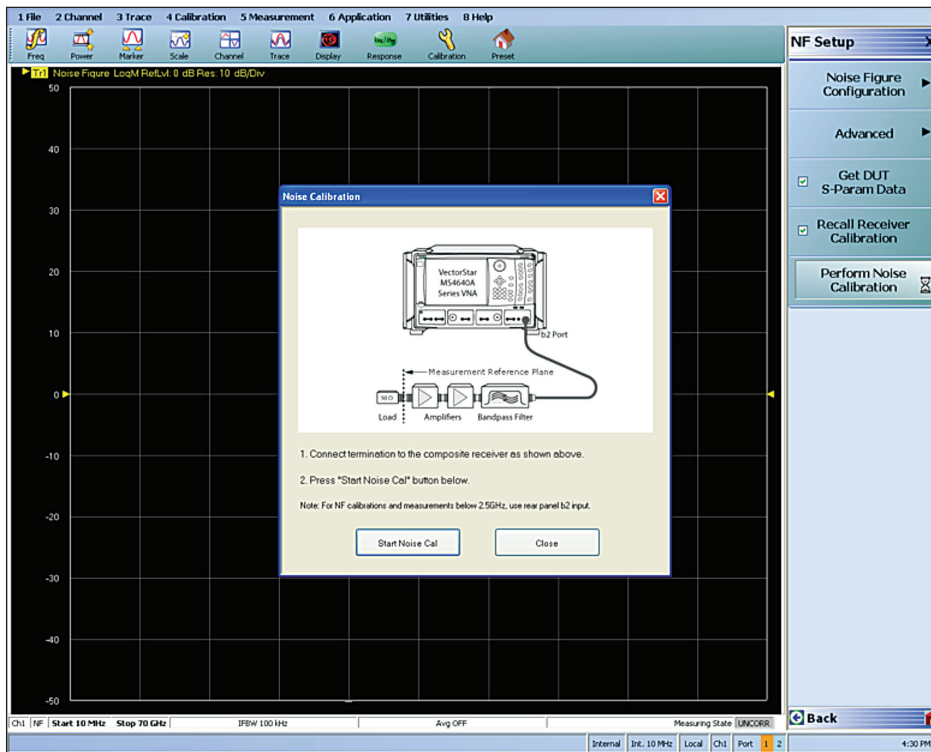 1 File 2 Channel 3 Trace 4 Calibration 5 Measurement 6 Application 7 Utilities 8 Help
Freq Power Marker Scale Channel Trace Display Response Calibration Preset
Tr1 Noise Figure LogM RefLvl: 0 dB Res: 10 dB/Div
50
40
30
20
10
0
-10
-20
-30
-40
-50
Noise Calibration
VectorStar
MS4640A
Series VNA
b2 Port
Measurement Reference Plane
50 Ω
Load Amplifiers Bandpass Filter
1. Connect termination to the composite receiver as shown above.
2. Press "Start Noise Cal" button below.
Note: For NF calibrations and measurements below 2.5GHz, use rear panel b2 input.
Start Noise Cal Close
NF Setup
Noise Figure
Configuration
Advanced
Get DUT
S-Param Data
Recall Receiver
Calibration
Perform Noise
Calibration
Back
Ch1 NF Start 10 MHz Stop 70 GHz IFBW 100 kHz Avg OFF Measuring State UNCORR
Internal Int. 10 MHz Local Ch1 Port 1 2 4:30 PM